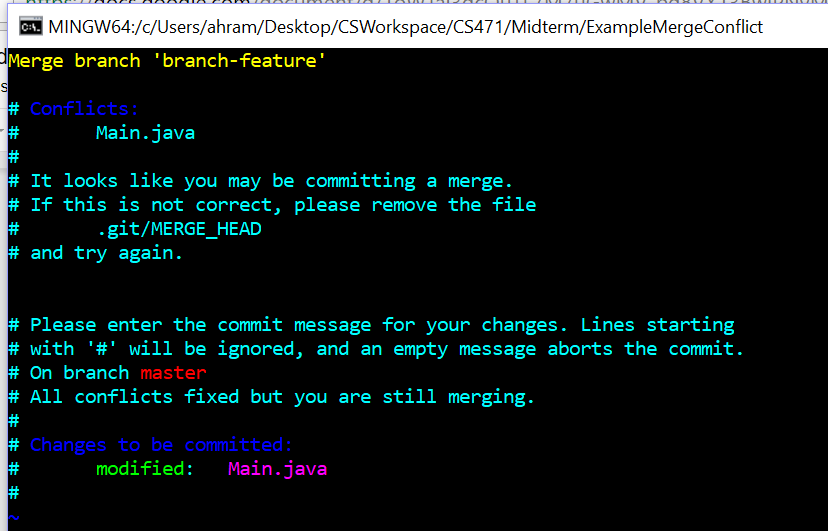 MINGW64:/c/Users/ahram/Desktop/CSWorkspace/CS471/Midterm/ExampleMergeConflict
Merge branch 'branch-feature'
# Conflicts:
#       Main.java
#
# It looks like you may be committing a merge.
# If this is not correct, please remove the file
#       .git/MERGE_HEAD
# and try again.
# Please enter the commit message for your changes. Lines starting
# with '#' will be ignored, and an empty message aborts the commit.
# On branch master
# All conflicts fixed but you are still merging.
#
# Changes to be committed:
#       modified:   Main.java
#
~